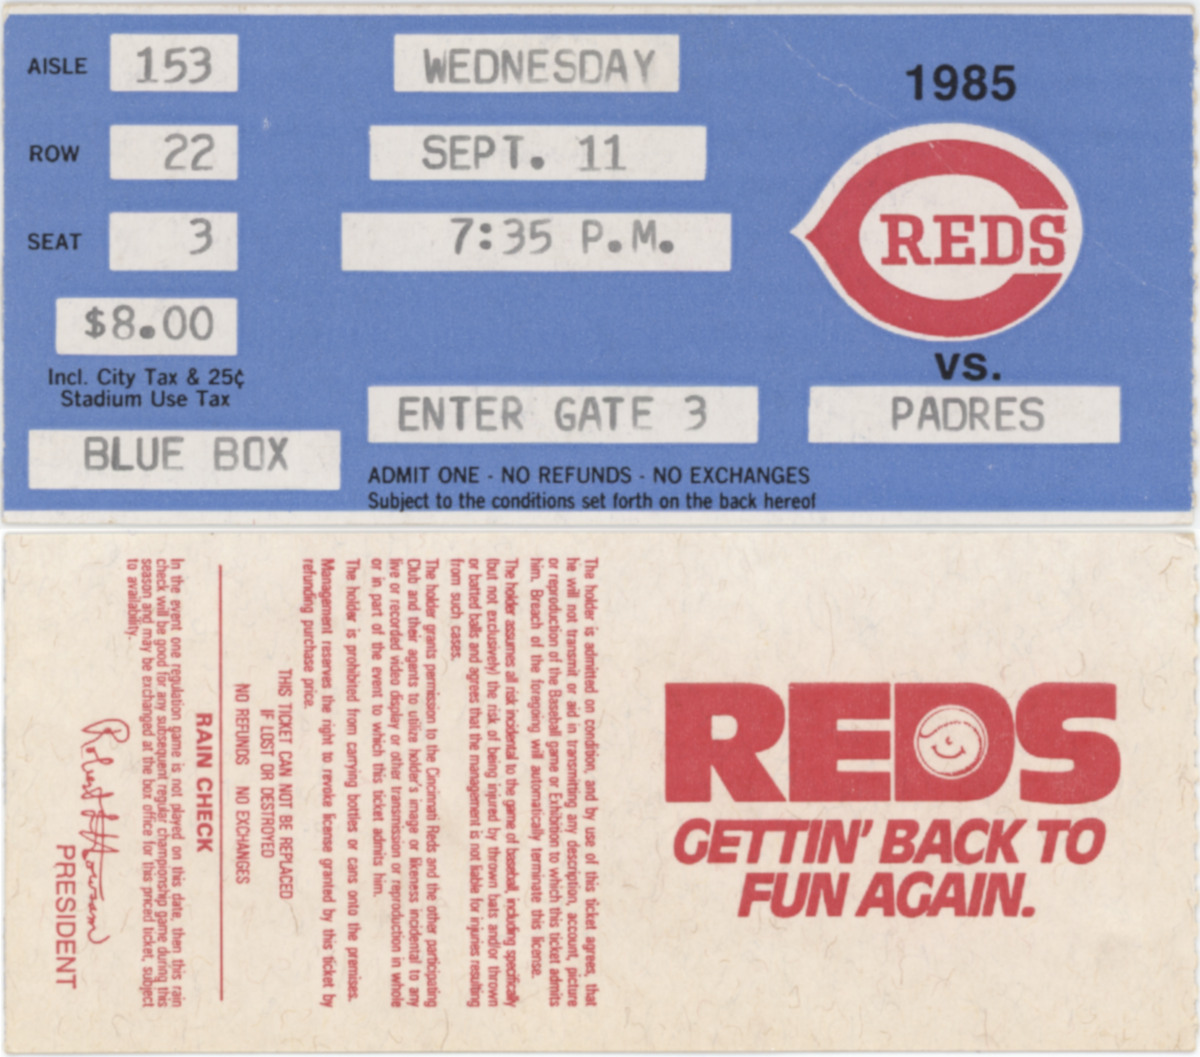 AISLE 153
ROW 22
SEAT 3
$8.00
Incl. City Tax & 25¢
Stadium Use Tax
BLUE BOX
WEDNESDAY
SEPT. 11
7:35 P.M.
ENTER GATE 3
ADMIT ONE - NO REFUNDS - NO EXCHANGES
Subject to the conditions set forth on the back hereof
1985
REDS
VS.
PADRES
The holder is admitted on condition, and by use of this ticket agrees, that
he will not transmit or aid in transmitting any description, account, picture
or reproduction of the Baseball game or Exhibition to which this ticket admits
him. Breach of the foregoing will automatically terminate this license.
The holder assumes all risk incidental to the game of baseball, including specifically
(but not exclusively) the risk of being injured by thrown bats and/or thrown
or batted balls and agrees that the management is not liable for injuries resulting
from such cases.
The holder grants permission to the Cincinnati Reds and the other participating
Club and their agents to utilize holder's image or likeness incidental to any
live or recorded video display or other transmission or reproduction in whole
or in part of the event to which this ticket admits him.
The holder is prohibited from carrying bottles or cans onto the premises.
Management reserves the right to revoke license granted by this ticket by
refunding purchase price.
THIS TICKET CAN NOT BE REPLACED
IF LOST OR DESTROYED
NO REFUNDS NO EXCHANGES
RAIN CHECK
In the event one regulation game is not played on this date, then this rain
check will be good for any subsequent regular championship game during this
season and may be exchanged at the box office for this priced ticket, subject
to availability.
Robert L Howsam
PRESIDENT
REDS
GETTIN' BACK TO
FUN AGAIN.